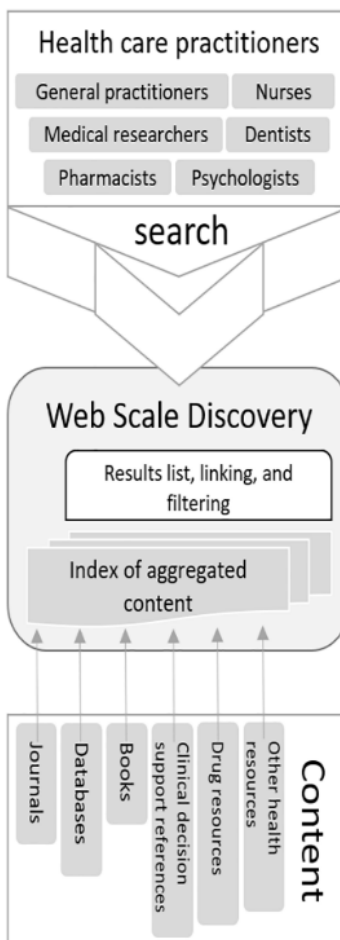 Health care practitioners
General practitioners
Nurses
Medical researchers
Dentists
Pharmacists
Psychologists
search
Web Scale Discovery
Results list, linking, and
filtering
Index of aggregated
content
Journals
Databases
Books
Clinical decision
support references
Drug resources
Other health
resources
Content